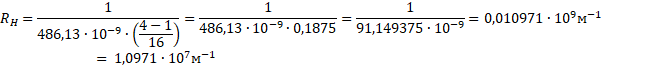 R_H = 1 / (486,13 · 10⁻⁹ · ((4 − 1) / 16)) = 1 / (486,13 · 10⁻⁹ · 0,1875) = 1 / (91,149375 · 10⁻⁹) = 0,010971 · 10⁹м⁻¹
= 1,0971 · 10⁷м⁻¹